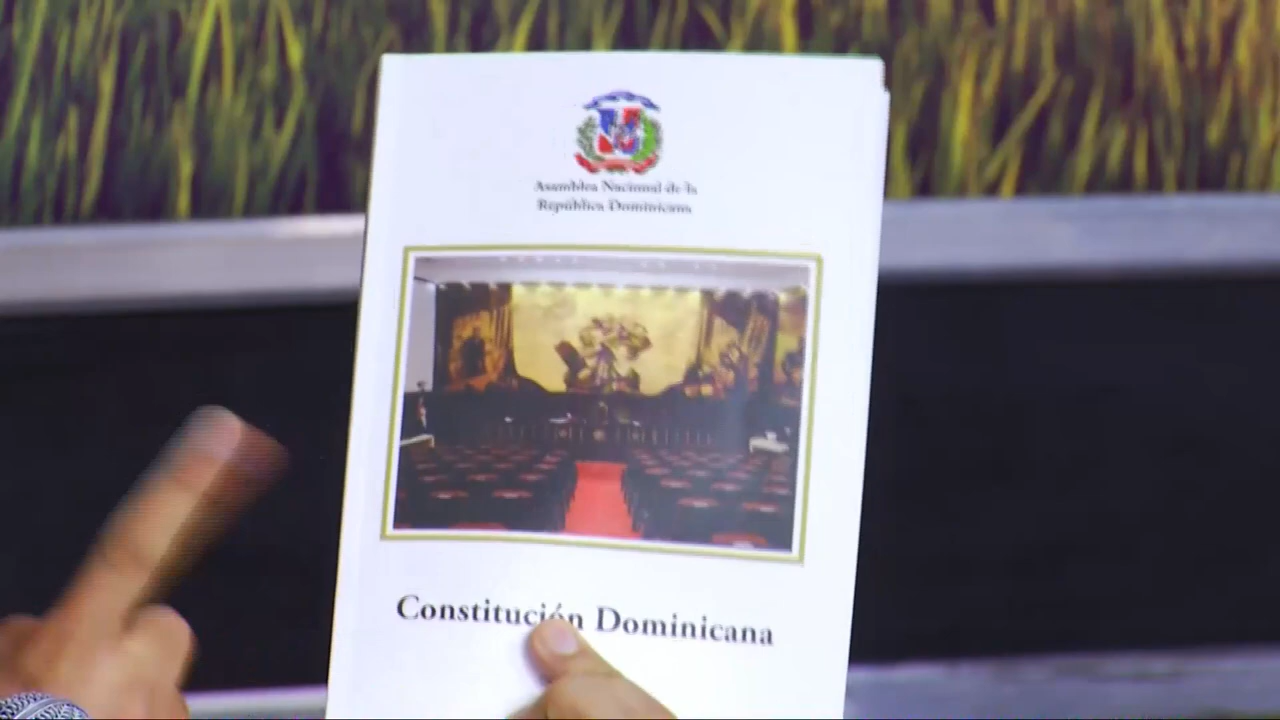 Asamblea Nacional de la
República Dominicana
Constitución Dominicana